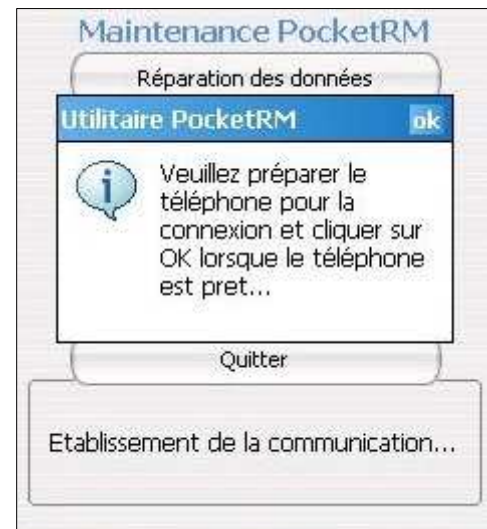 Maintenance PocketRM
Réparation des données
Utilitaire PocketRM
ok
Veuillez préparer le
téléphone pour la
connexion et cliquer sur
OK lorsque le téléphone
est pret...
Quitter
Etablissement de la communication...